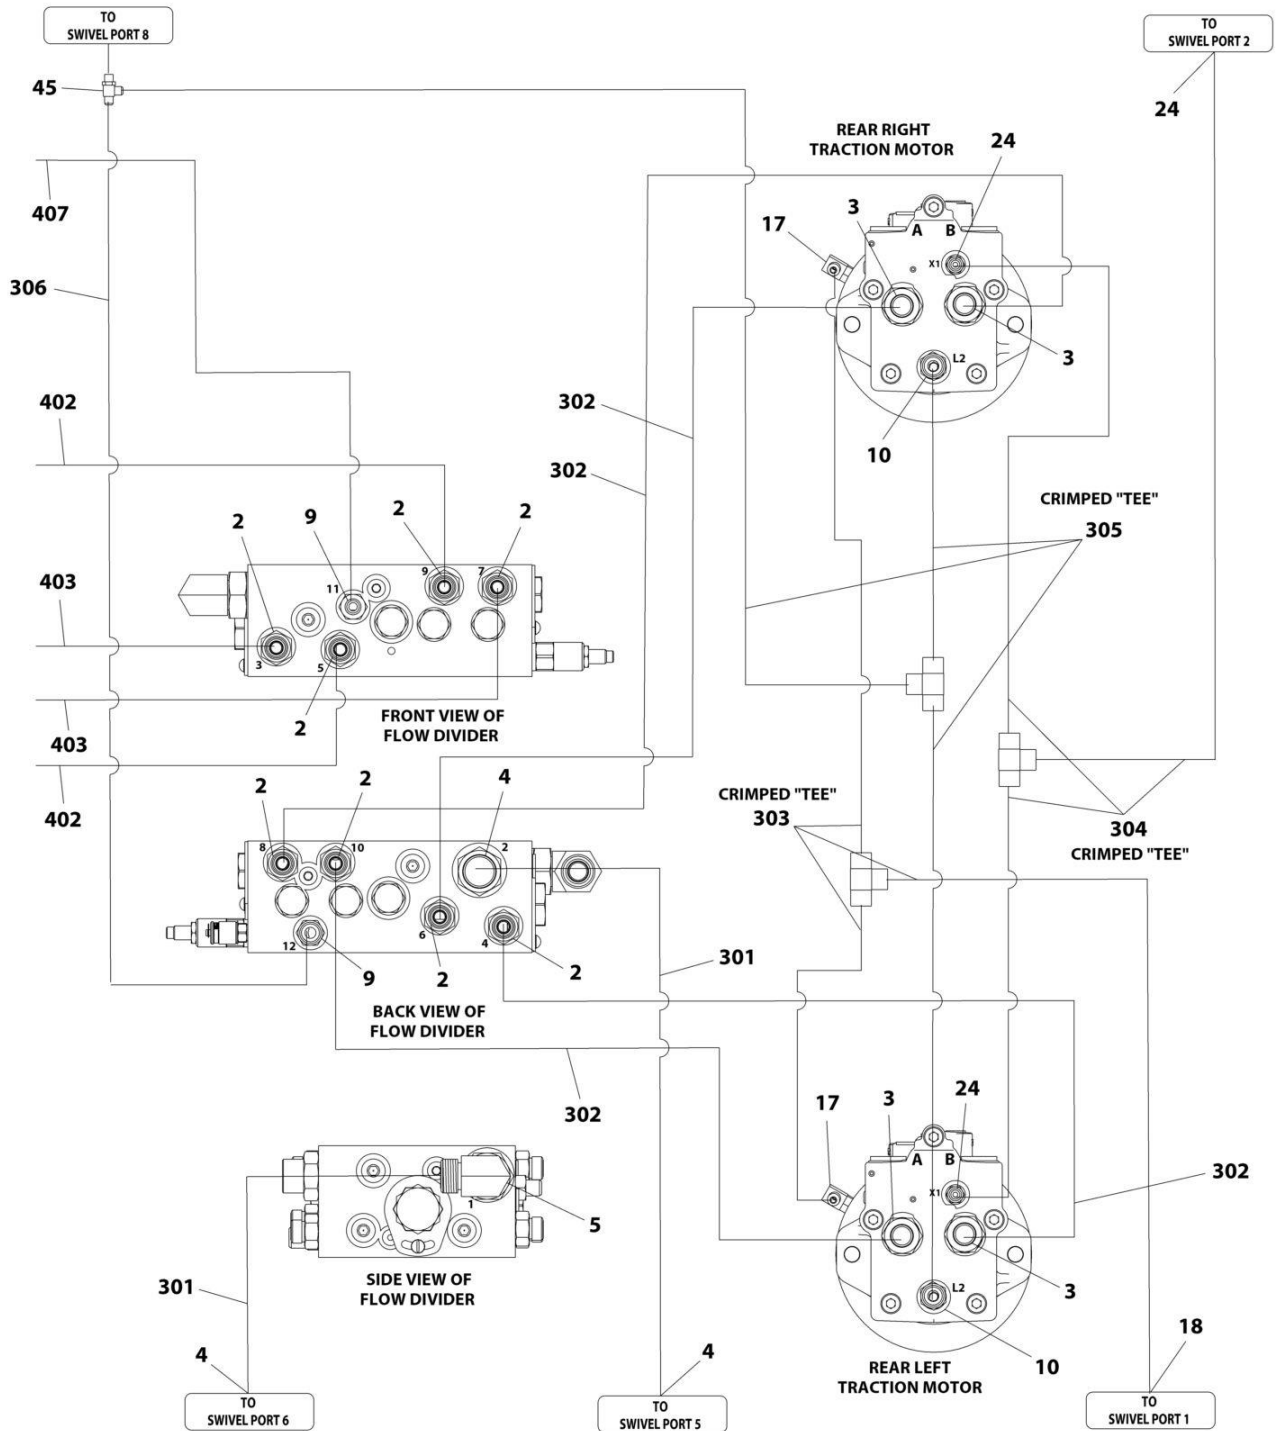 TO
SWIVEL PORT 8
TO
SWIVEL PORT 2
45
24
REAR RIGHT
TRACTION MOTOR
24
407
3
17
A B
X1
306
3
L2
402
302
10
302
CRIMPED "TEE"
305
2
9
2
2
403
11
9
7
3
5
2
403
FRONT VIEW OF
FLOW DIVIDER
402
2
2
4
CRIMPED "TEE"
303
304
CRIMPED "TEE"
8
10
2
12
6
4
9
2
2
301
BACK VIEW OF
FLOW DIVIDER
302
17
3
24
A B
X1
302
1
5
SIDE VIEW OF
FLOW DIVIDER
301
L2
3
4
4
10
18
REAR LEFT
TRACTION MOTOR
TO
SWIVEL PORT 6
TO
SWIVEL PORT 5
TO
SWIVEL PORT 1